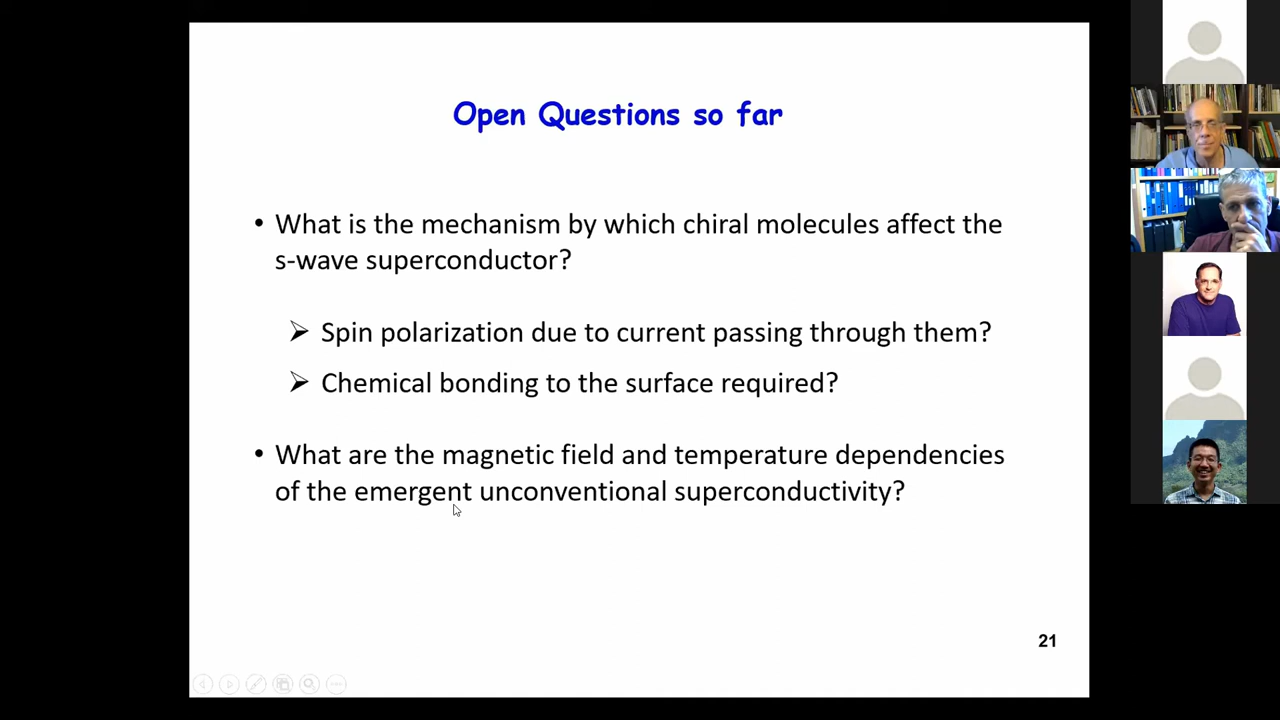 Open Questions so far
• What is the mechanism by which chiral molecules affect the
s-wave superconductor?
➢ Spin polarization due to current passing through them?
➢ Chemical bonding to the surface required?
• What are the magnetic field and temperature dependencies
of the emergent unconventional superconductivity?
21